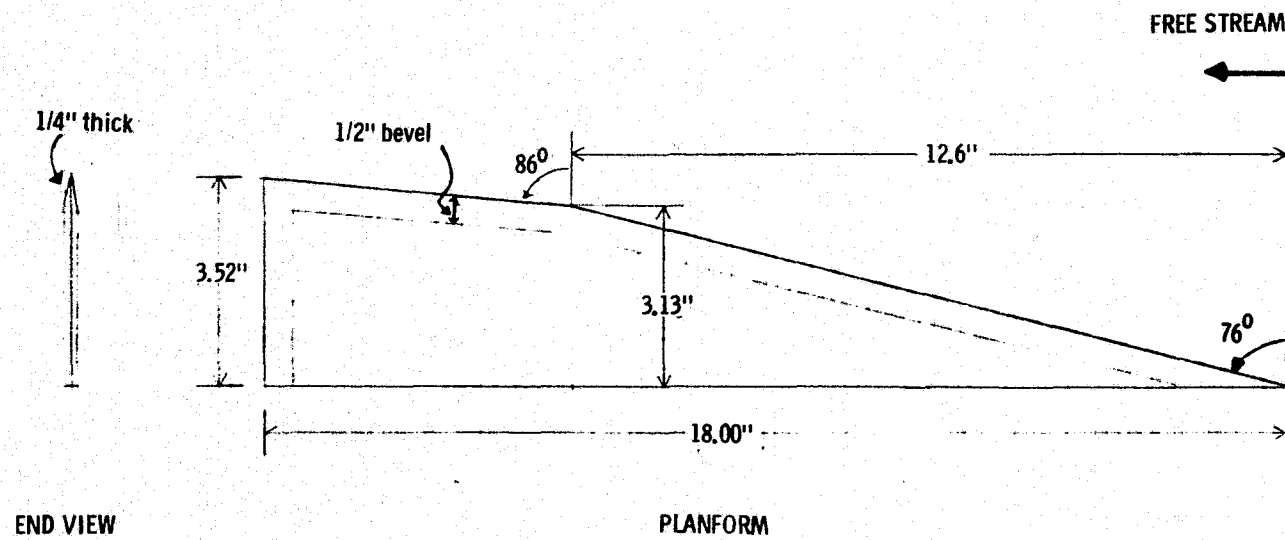 FREE STREAM
1/4" thick
1/2" bevel
86⁰
12.6"
3.52"
3.13"
76⁰
18.00"
END VIEW
PLANFORM